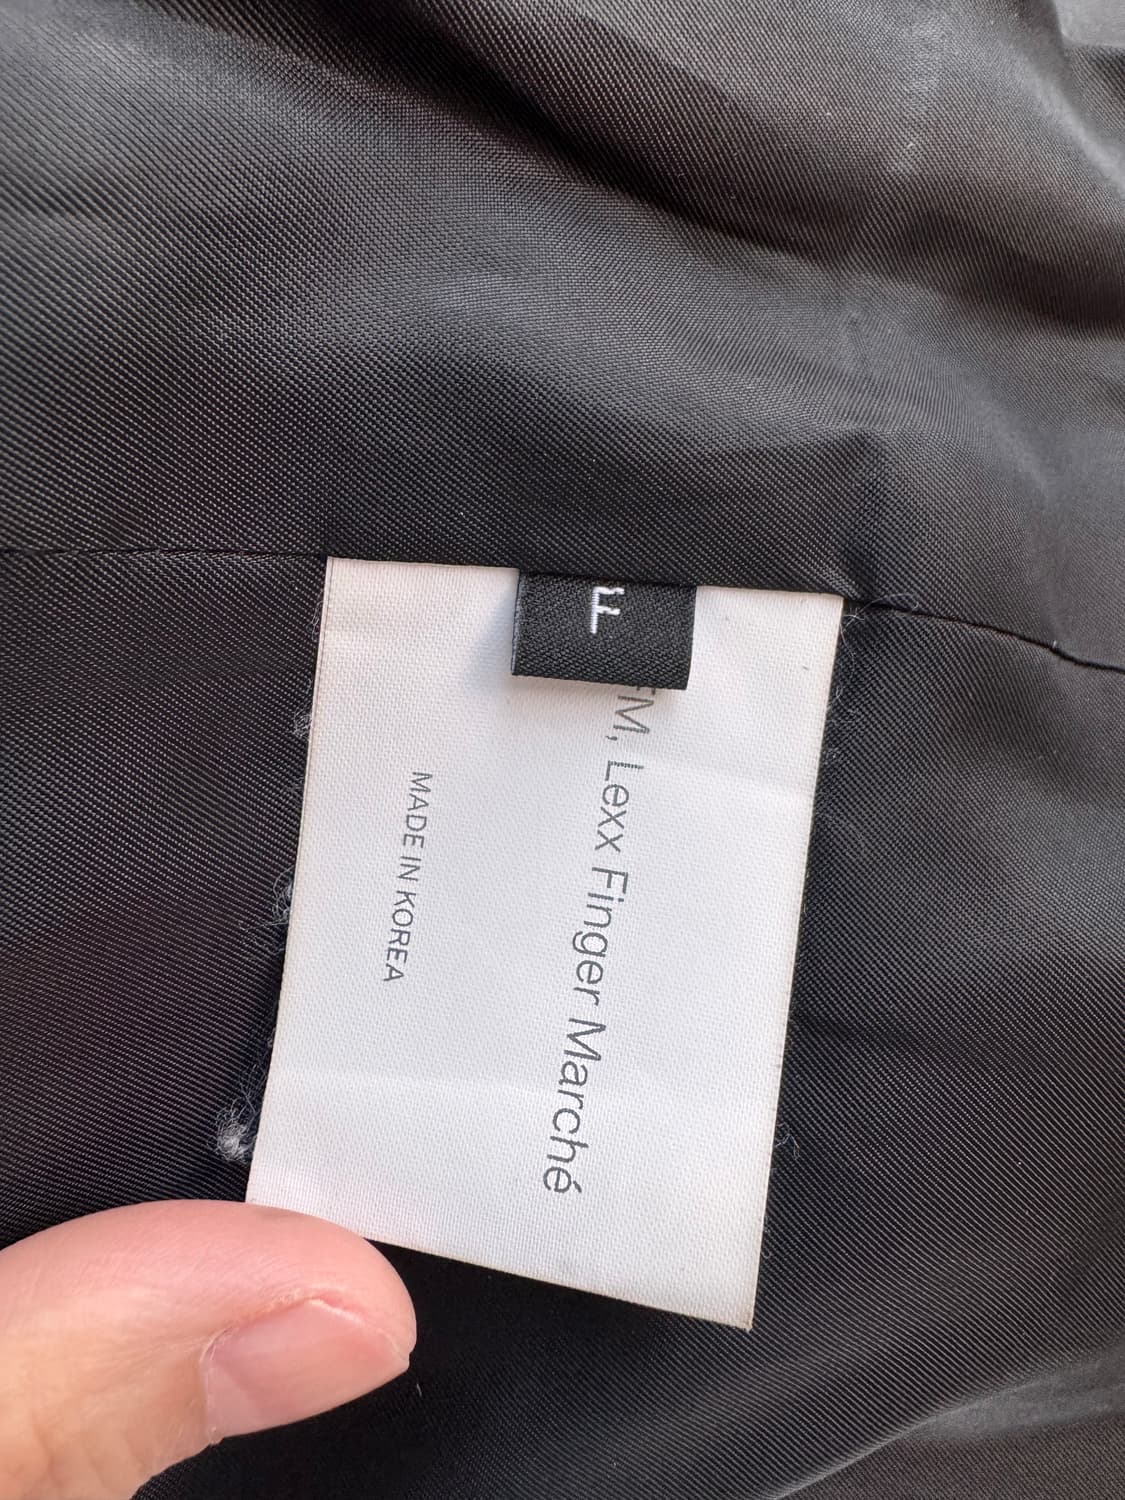 F
FM, Lexx Finger Marché
MADE IN KOREA